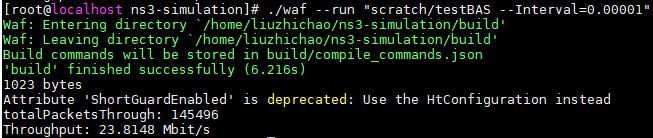 [root@localhost ns3-simulation]# ./waf --run "scratch/testBAS --Interval=0.00001"
Waf: Entering directory `/home/liuzhichao/ns3-simulation/build'
Waf: Leaving directory `/home/liuzhichao/ns3-simulation/build'
Build commands will be stored in build/compile_commands.json
'build' finished successfully (6.216s)
1023 bytes
Attribute 'ShortGuardEnabled' is deprecated: Use the HtConfiguration instead
totalPacketsThrough: 145496
Throughput: 23.8148 Mbit/s